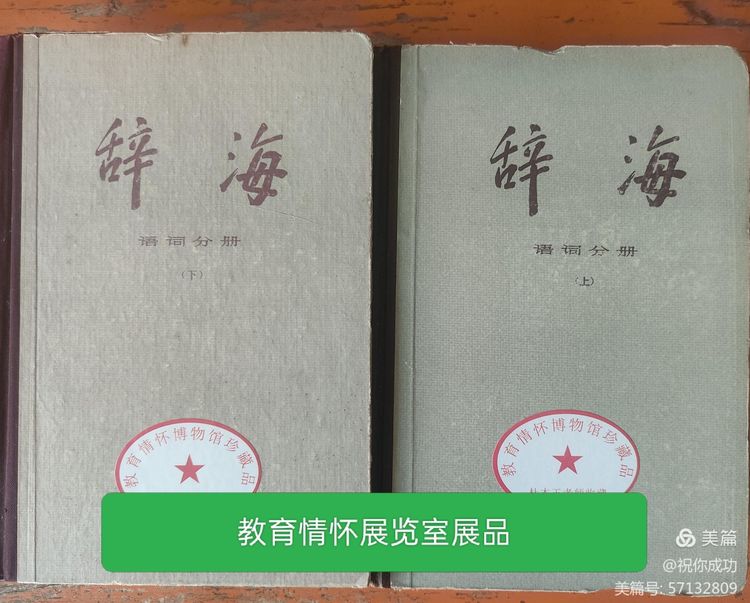 辞海
语词分册
(下)
教育情怀博物馆珍藏品
辞海
语词分册
(上)
教育情怀博物馆珍藏品
教育情怀展览室展品
美篇
@祝你成功
美篇号: 57132809